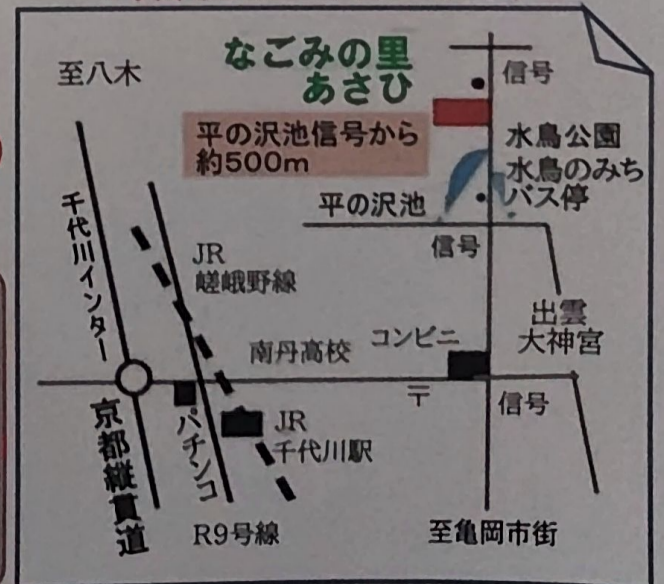 至八木
なごみの里
あさひ
信号
平の沢池信号から
約500m
水鳥公園
水鳥のみち
バス停
平の沢池
信号
千代川インター
JR
嵯峨野線
出雲
大神宮
南丹高校
コンビニ
〒
信号
京都縦貫道
パチンコ
JR
千代川駅
R9号線
至亀岡市街